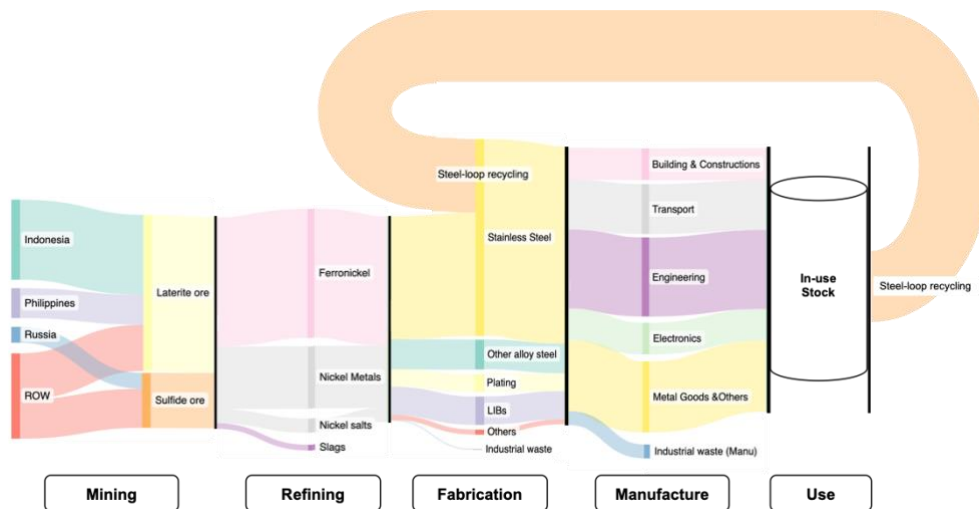 Indonesia
Philippines
Russia
ROW
Laterite ore
Sulfide ore
Ferronickel
Nickel Metals
Nickel salts
Slags
Steel-loop recycling
Stainless Steel
Other alloy steel
Plating
LIBs
Others
Industrial waste
Building & Constructions
Transport
Engineering
Electronics
Metal Goods &Others
Industrial waste (Manu)
In-use
Stock
Steel-loop recycling
Mining
Refining
Fabrication
Manufacture
Use